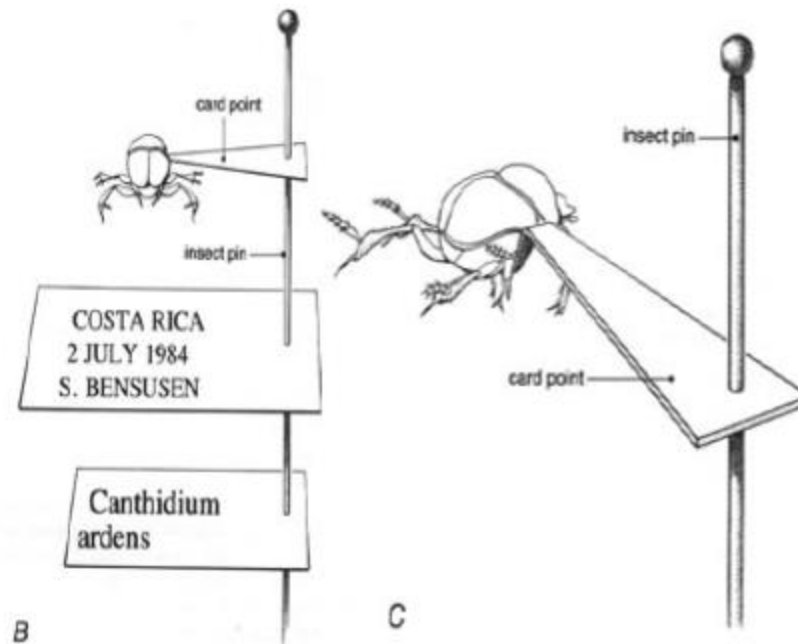 card point
insect pin
COSTA RICA
2 JULY 1984
S. BENSUSEN
Canthidium
ardens
B
insect pin
card point
C